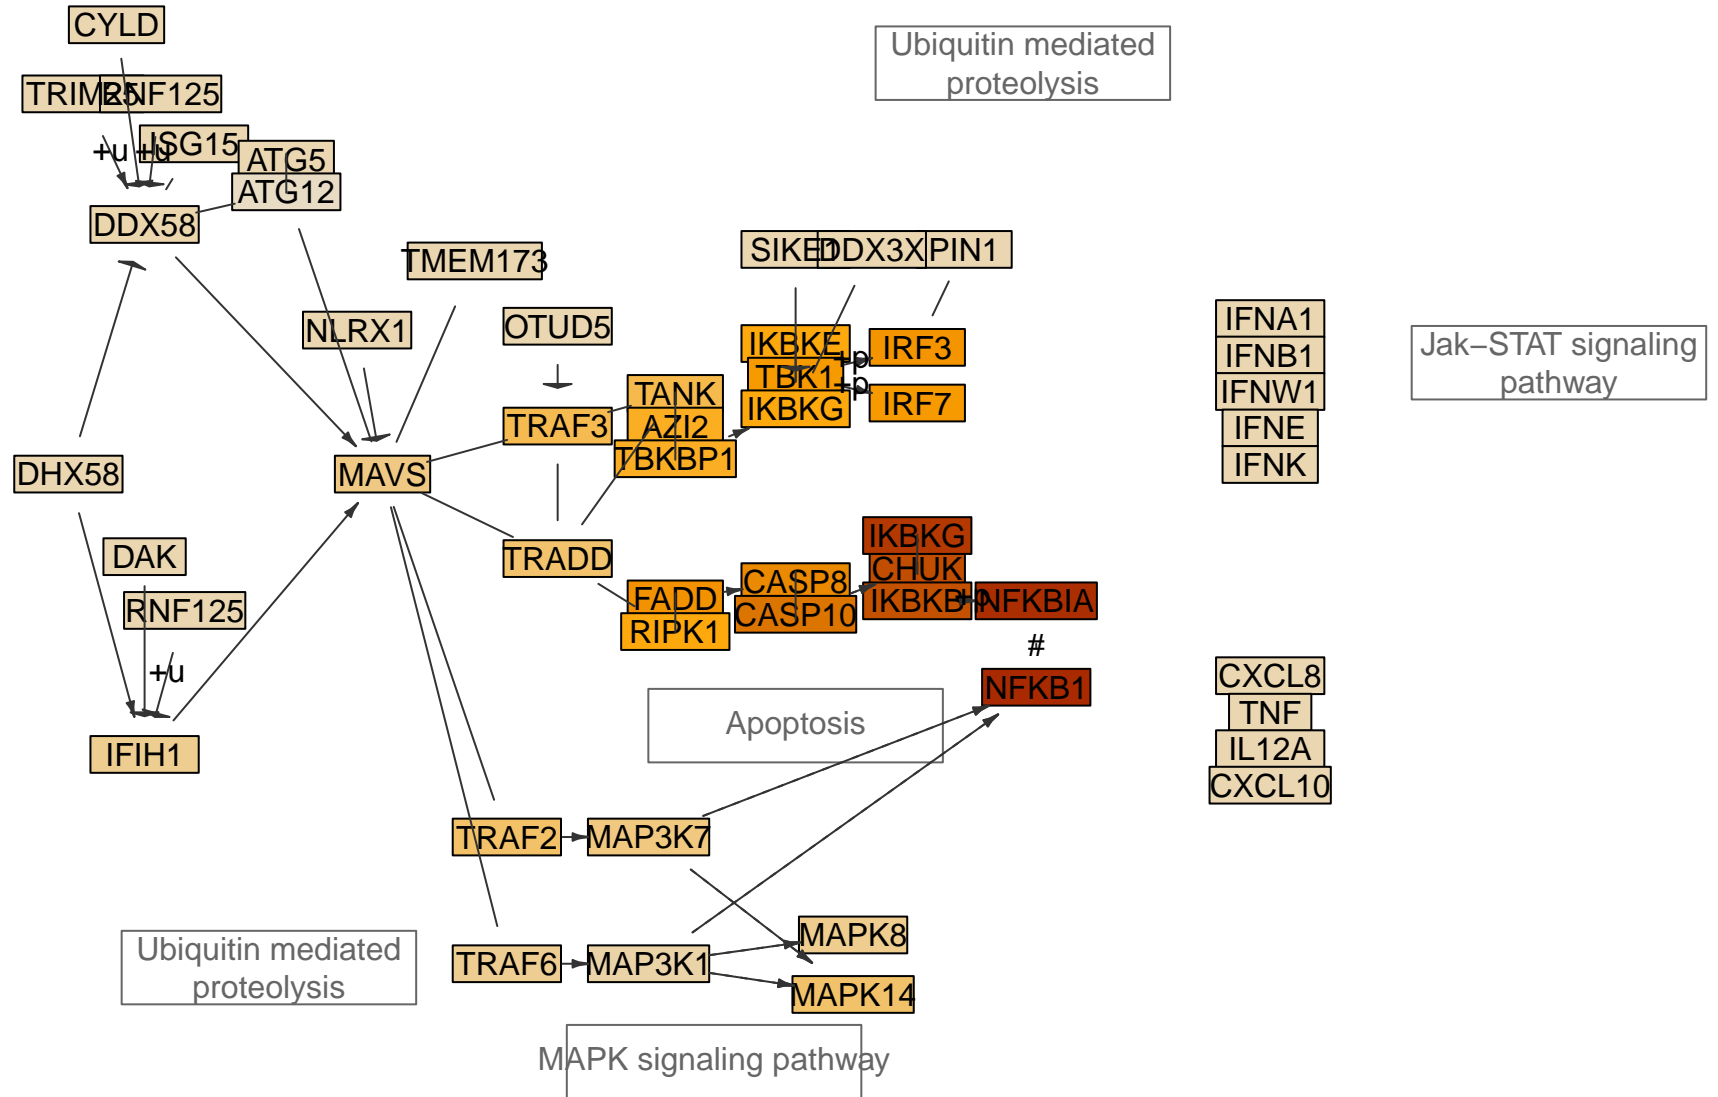 CYLD
Ubiquitin mediated
proteolysis
TRIM25
RNF125
ISG15
+u
+u
ATG5
ATG12
DDX58
TMEM173
SIKE1
DDX3X
PIN1
NLRX1
OTUD5
IKBKE
IRF3
+p
TBK1
+p
IKBKG
IRF7
IFNA1
IFNB1
IFNW1
IFNE
IFNK
Jak−STAT signaling
pathway
TANK
TRAF3
AZI2
TBKBP1
DHX58
MAVS
DAK
TRADD
IKBKG
CHUK
IKBKB
+p
NFKBIA
CASP8
CASP10
FADD
RIPK1
RNF125
#
+u
NFKB1
CXCL8
TNF
IL12A
CXCL10
Apoptosis
IFIH1
TRAF2
MAP3K7
MAPK8
Ubiquitin mediated
proteolysis
TRAF6
MAP3K1
MAPK14
MAPK signaling pathway